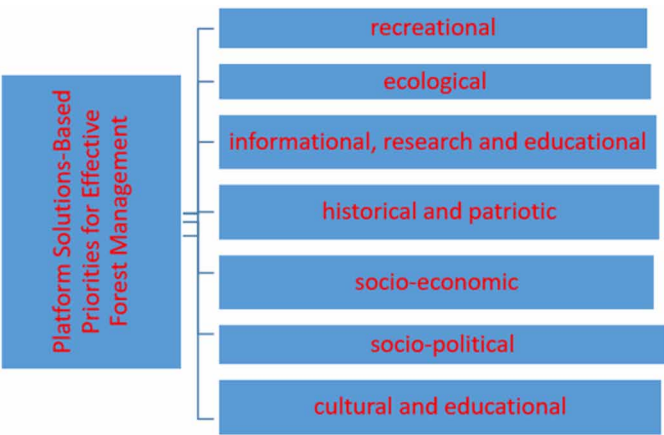 Platform Solutions-Based
Priorities for Effective
Forest Management
recreational
ecological
informational, research and educational
historical and patriotic
socio-economic
socio-political
cultural and educational